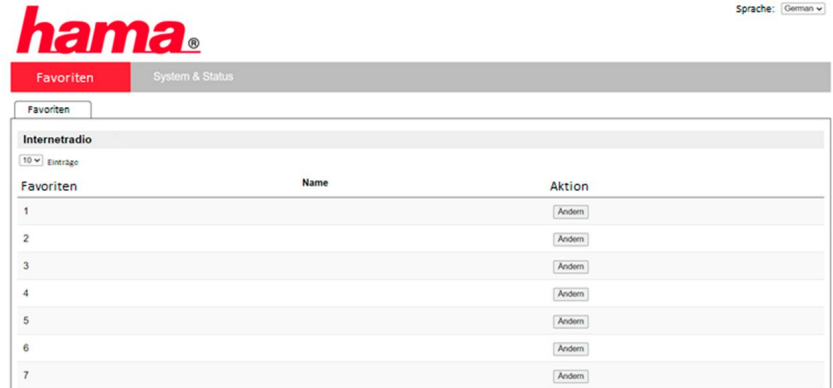 Sprache: German
hama®
Favoriten System & Status
Favoriten
Internetradio
10 Einträge
Favoriten Name Aktion
1 Ändern
2 Ändern
3 Ändern
4 Ändern
5 Ändern
6 Ändern
7 Ändern